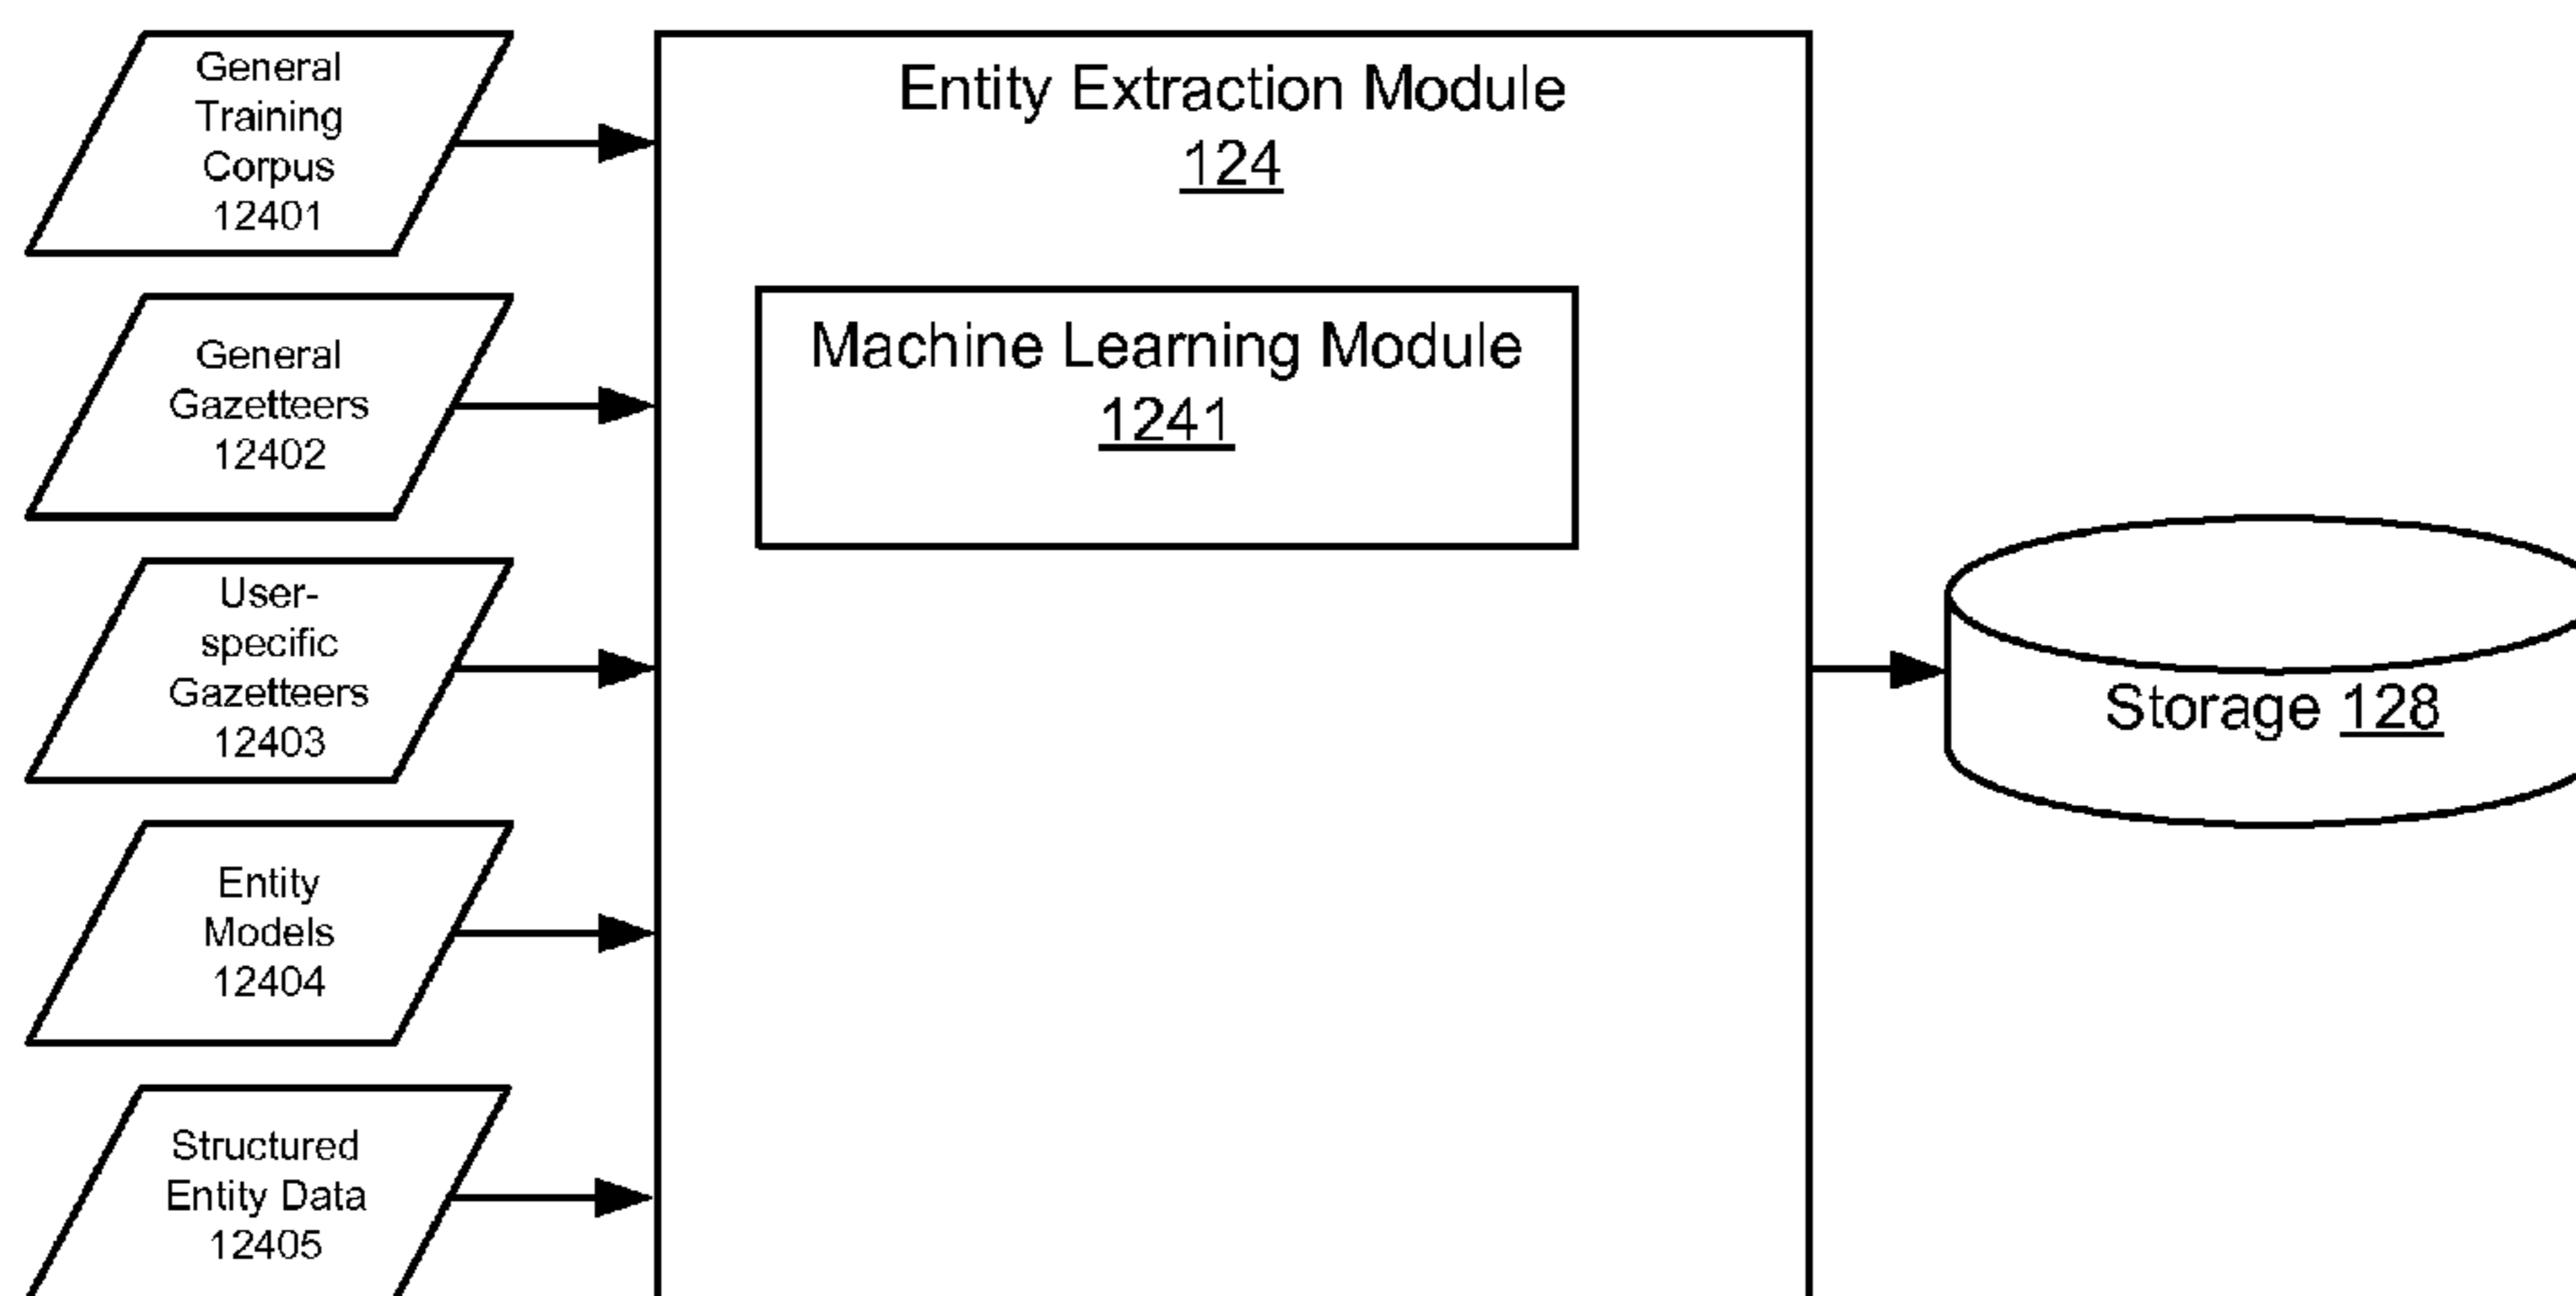 General
Training
Corpus
12401
General
Gazetteers
12402
User-
specific
Gazetteers
12403
Entity
Models
12404
Structured
Entity Data
12405
Entity Extraction Module
124
Machine Learning Module
1241
Storage 128